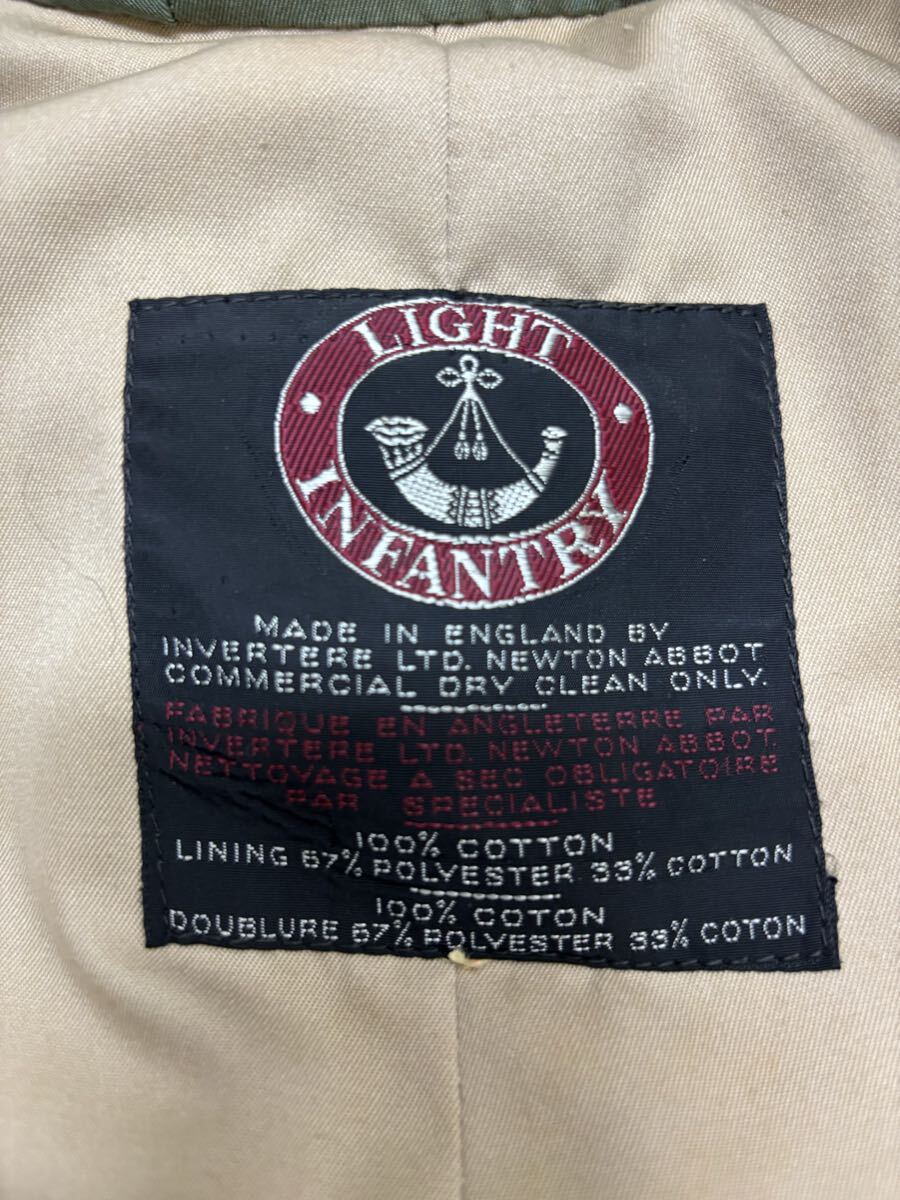 LIGHT
INFANTRY
MADE IN ENGLAND BY
INVERTERE LTD. NEWTON ABBOT
COMMERCIAL DRY CLEAN ONLY.
FABRIQUE EN ANGLETERRE PAR
INVERTERE LTD. NEWTON ABBOT.
NETTOYAGE A SEC OBLIGATOIRE
PAR SPECIALISTE
100% COTTON
LINING 67% POLYESTER 33% COTTON
100% COTON
DOUBLURE 67% POLYESTER 33% COTON